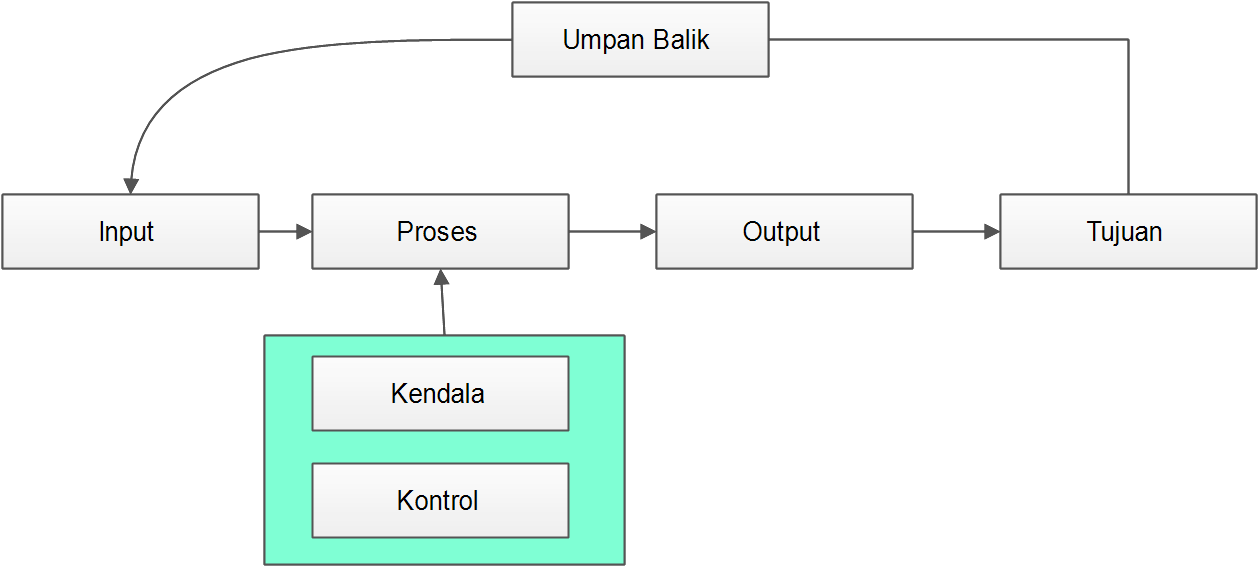 Umpan Balik
Input
Proses
Output
Tujuan
Kendala
Kontrol